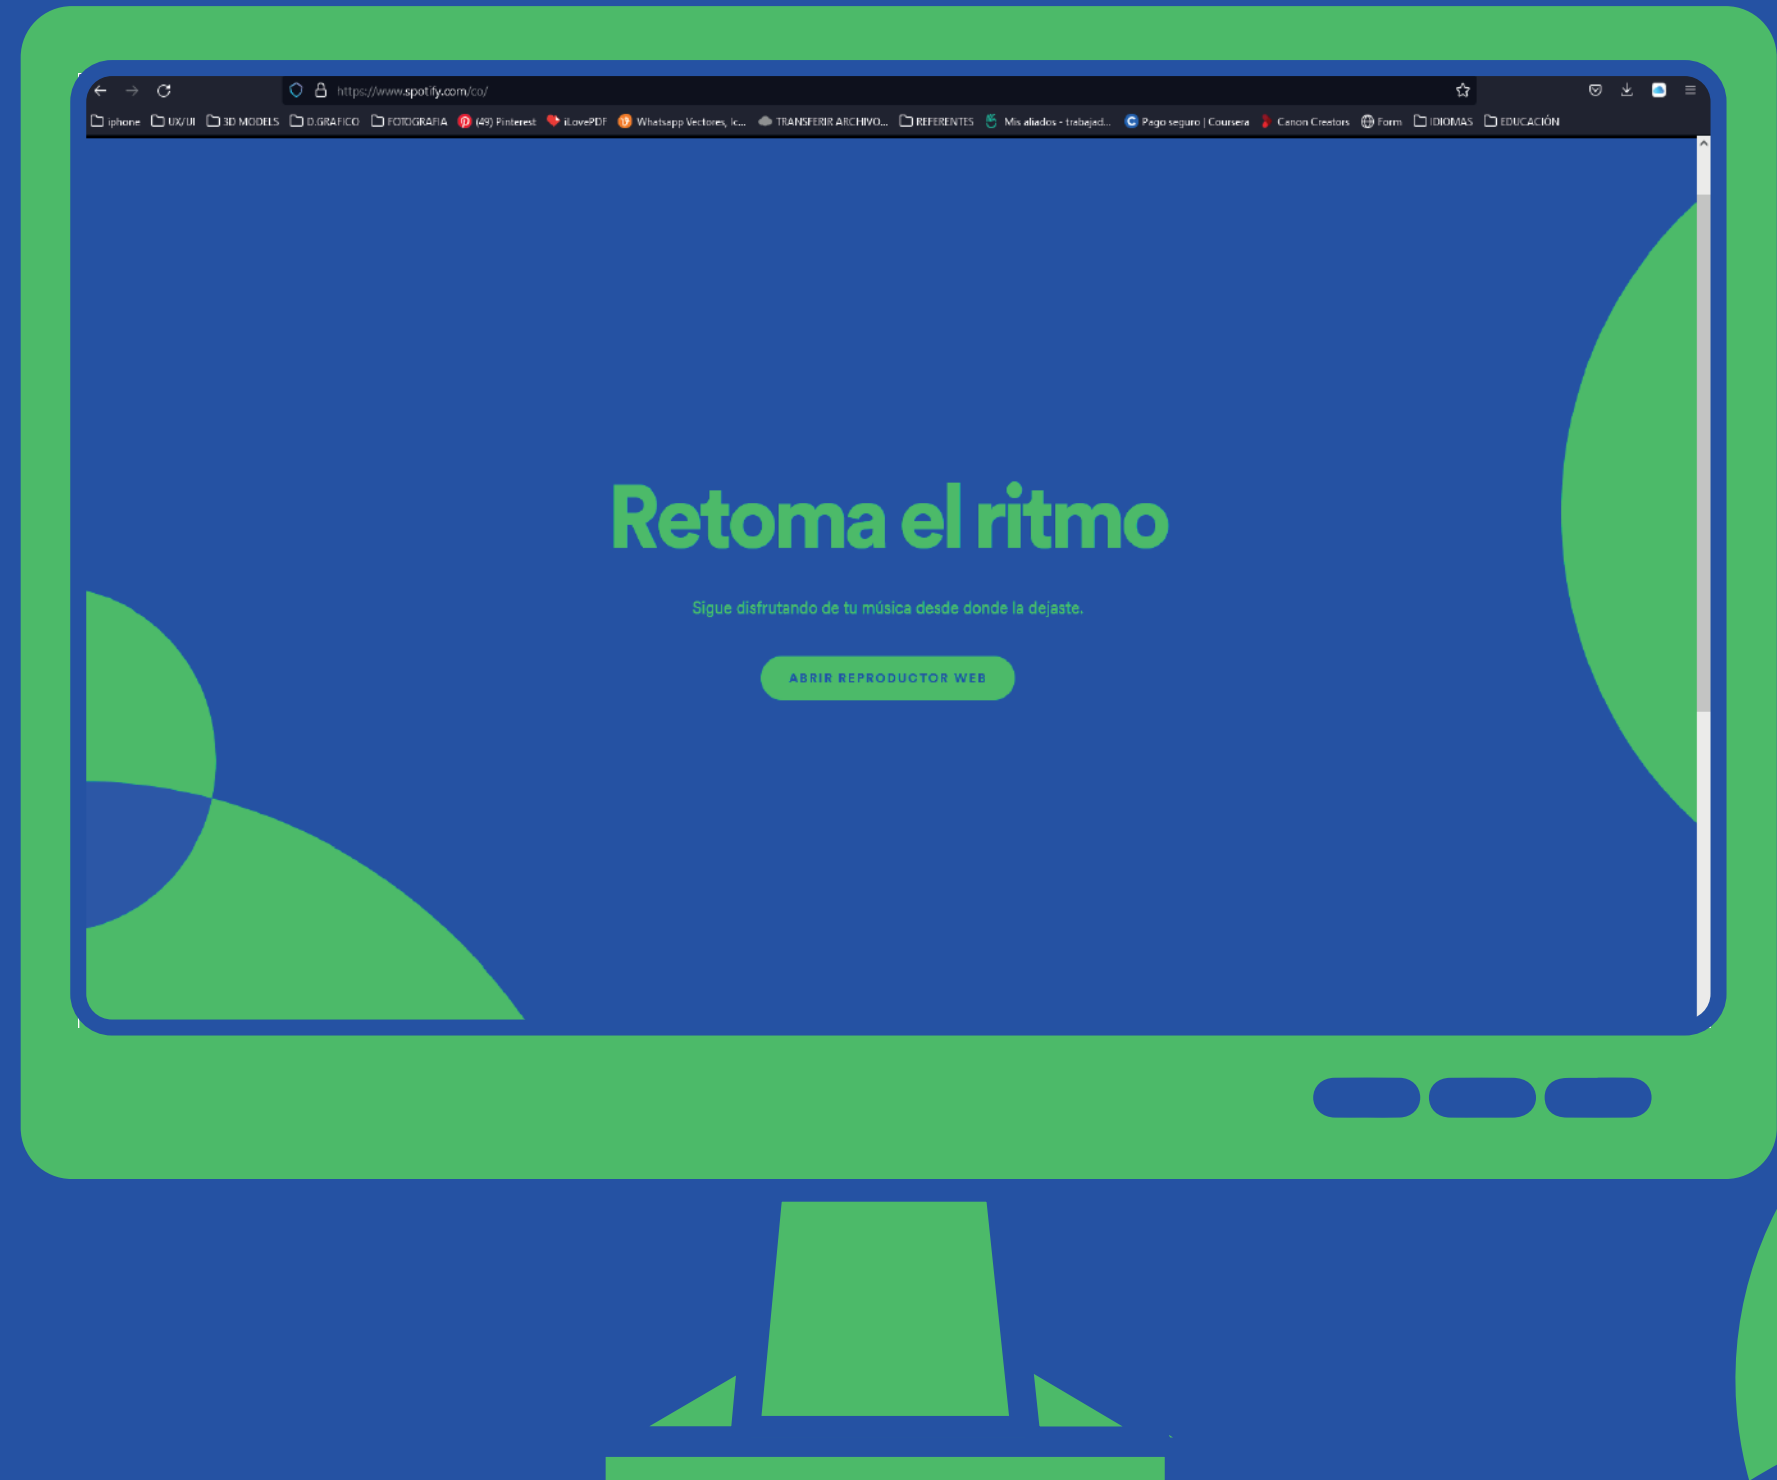 https://www.spotify.com/co/
iphone UX/UI 3D MODELS D.GRAFICO FOTOGRAFIA (49) Pinterest iLovePDF Whatsapp Vectores, Ic... TRANSFERIR ARCHIVO... REFERENTES Mis aliados - trabajad... Pago seguro | Coursera Canon Creators Form IDIOMAS EDUCACIÓN
Retoma el ritmo
Sigue disfrutando de tu música desde donde la dejaste.
ABRIR REPRODUCTOR WEB